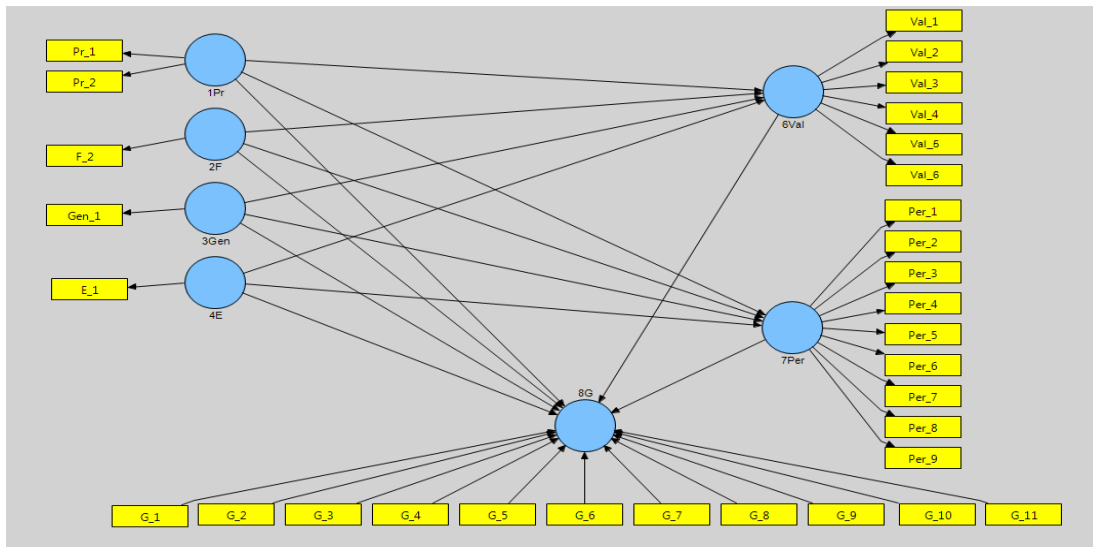 Pr_1
Pr_2
1Pr
F_2
2F
Gen_1
3Gen
E_1
4E
Val_1
Val_2
Val_3
Val_4
Val_6
Val_6
6Val
Per_1
Per_2
Per_3
Per_4
Per_5
Per_6
Per_7
Per_8
Per_9
7Per
8G
G_1
G_2
G_3
G_4
G_5
G_6
G_7
G_8
G_9
G_10
G_11